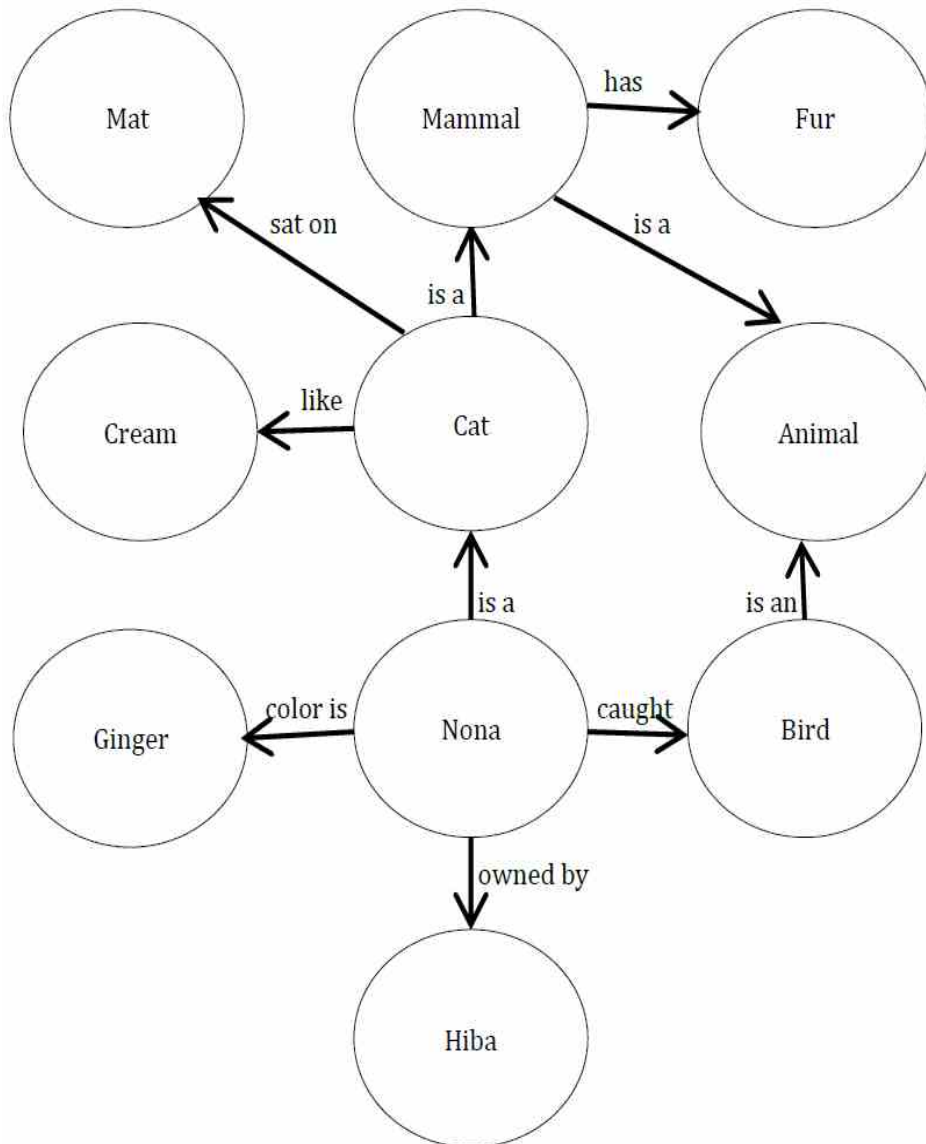 has
Mat
Mammal
Fur
sat on
is a
is a
like
Cream
Cat
Animal
is a
is an
color is
caught
Ginger
Nona
Bird
owned by
Hiba